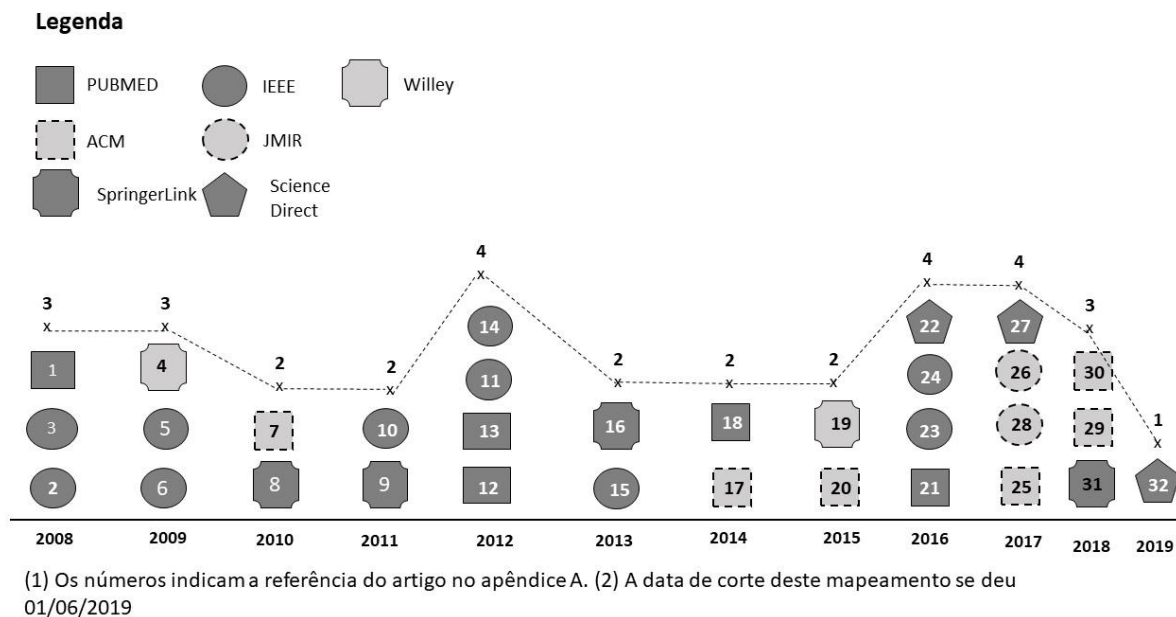 Legenda
PUBMED IEEE Willey
ACM JMIR
SpringerLink Science
Direct
4
4 4
3 3 3
2 2 2 2 2
1
14 22 27
1 4 11 24 26 30
3 5 7 10 13 16 18 19 23 28 29
2 6 8 9 12 15 17 20 21 25 31 32
2008 2009 2010 2011 2012 2013 2014 2015 2016 2017 2018 2019
(1) Os números indicam a referência do artigo no apêndice A. (2) A data de corte deste mapeamento se deu
01/06/2019